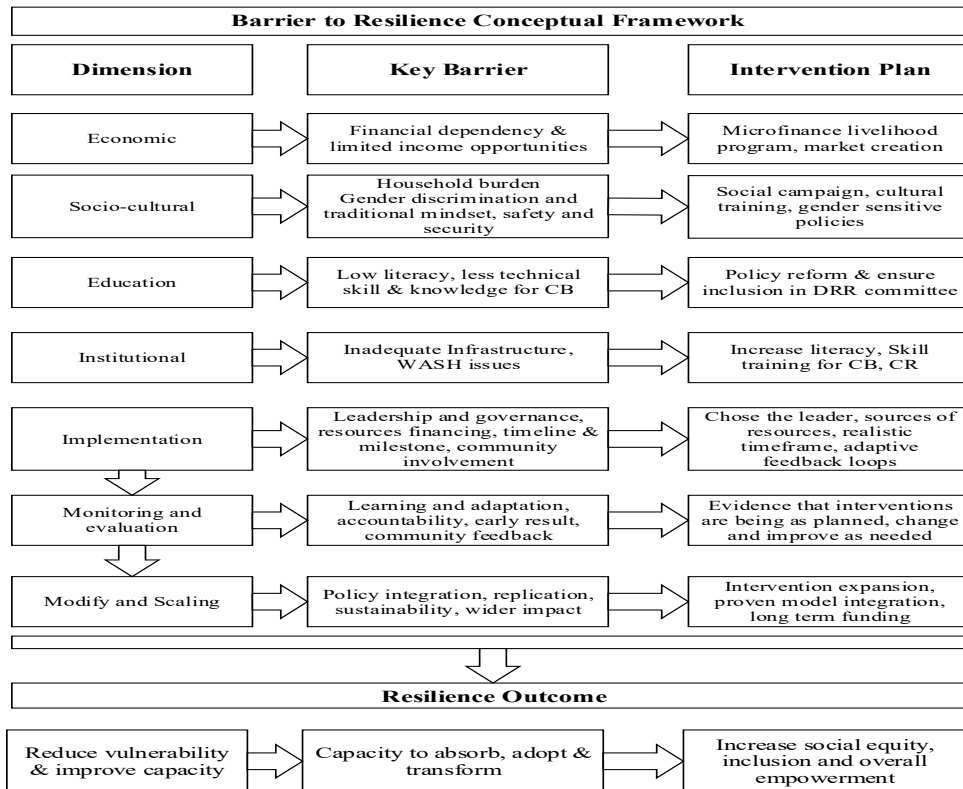 Barrier to Resilience Conceptual Framework
Dimension
Key Barrier
Intervention Plan
Economic
Financial dependency &
limited income opportunities
Microfinance livelihood
program, market creation
Socio-cultural
Household burden
Gender discrimination and
traditional mindset, safety and
security
Social campaign, cultural
training, gender sensitive
policies
Education
Low literacy, less technical
skill & knowledge for CB
Policy reform & ensure
inclusion in DRR committee
Institutional
Inadequate Infrastructure,
WASH issues
Increase literacy, Skill
training for CB, CR
Implementation
Leadership and governance,
resources financing, timeline &
milestone, community
involvement
Chose the leader, sources of
resources, realistic
timeframe, adaptive
feedback loops
Monitoring and
evaluation
Learning and adaptation,
accountability, early result,
community feedback
Evidence that interventions
are being as planned, change
and improve as needed
Modify and Scaling
Policy integration, replication,
sustainability, wider impact
Intervention expansion,
proven model integration,
long term funding
Resilience Outcome
Reduce vulnerability
& improve capacity
Capacity to absorb, adopt &
transform
Increase social equity,
inclusion and overall
empowerment